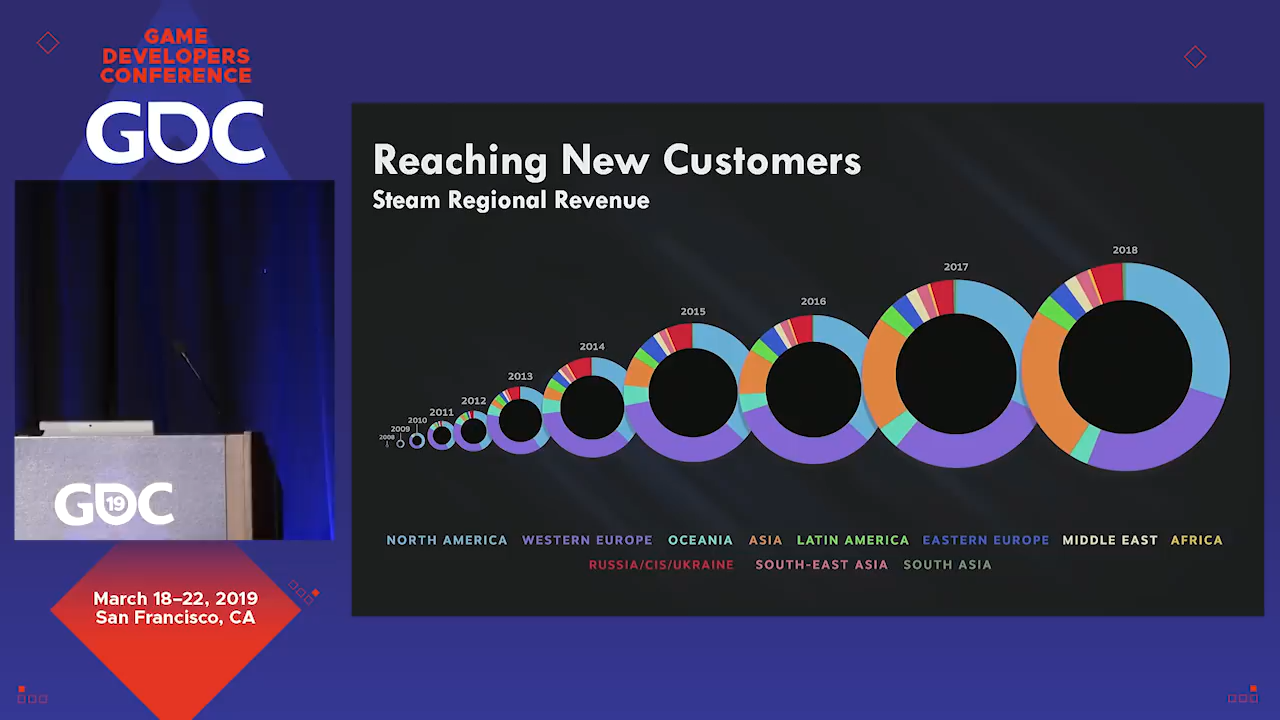 GAME
DEVELOPERS
CONFERENCE
GDC
Reaching New Customers
Steam Regional Revenue
2008
2009
2010
2011
2012
2013
2014
2015
2016
2017
2018
NORTH AMERICA WESTERN EUROPE OCEANIA ASIA LATIN AMERICA EASTERN EUROPE MIDDLE EAST AFRICA
RUSSIA/CIS/UKRAINE SOUTH-EAST ASIA SOUTH ASIA
GDC
19
March 18–22, 2019
San Francisco, CA